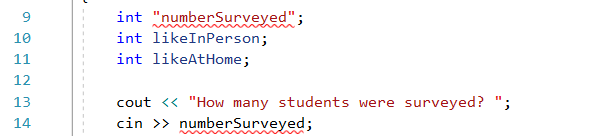 9 int "numberSurveyed";
10 int likeInPerson;
11 int likeAtHome;
12
13 cout << "How many students were surveyed? ";
14 cin >> numberSurveyed;